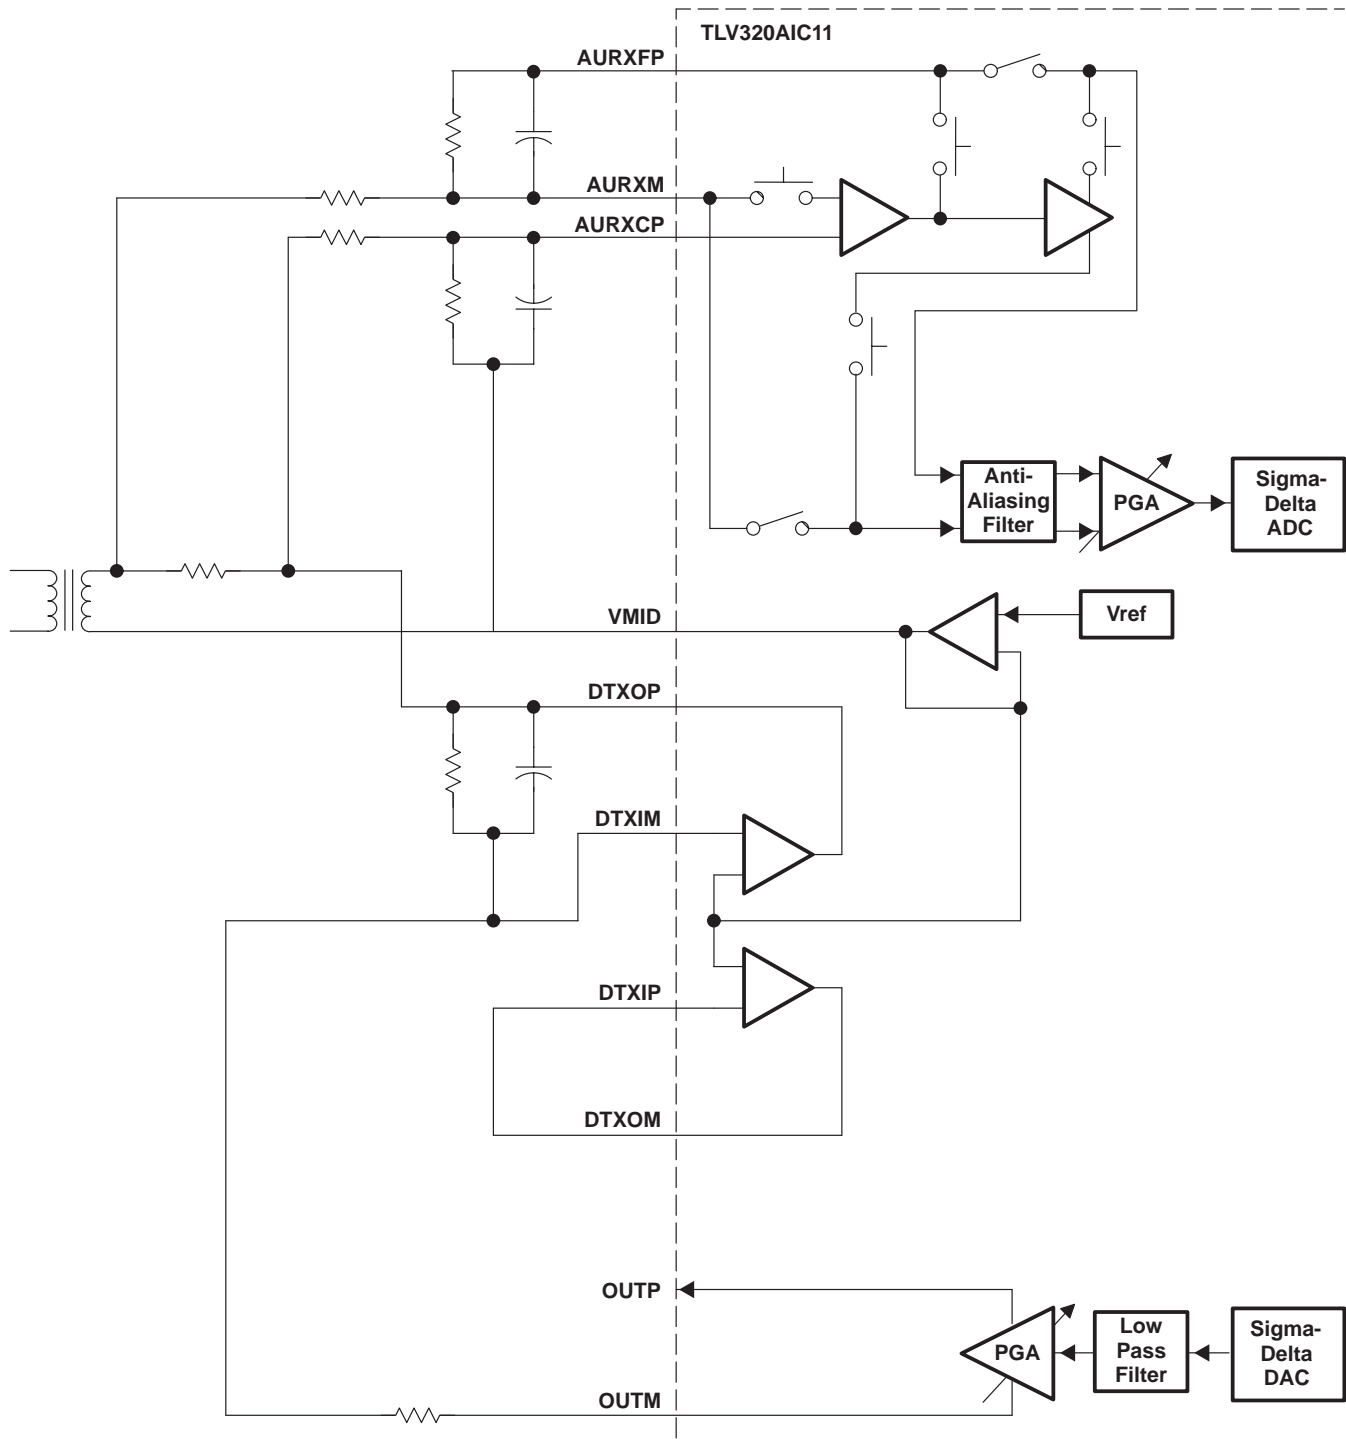 TLV320AIC11
AURXFP
AURXM
AURXCP
Anti-
Aliasing
Filter
PGA
Sigma-
Delta
ADC
VMID
Vref
DTXOP
DTXIM
DTXIP
DTXOM
OUTP
PGA
Low
Pass
Filter
Sigma-
Delta
DAC
OUTM